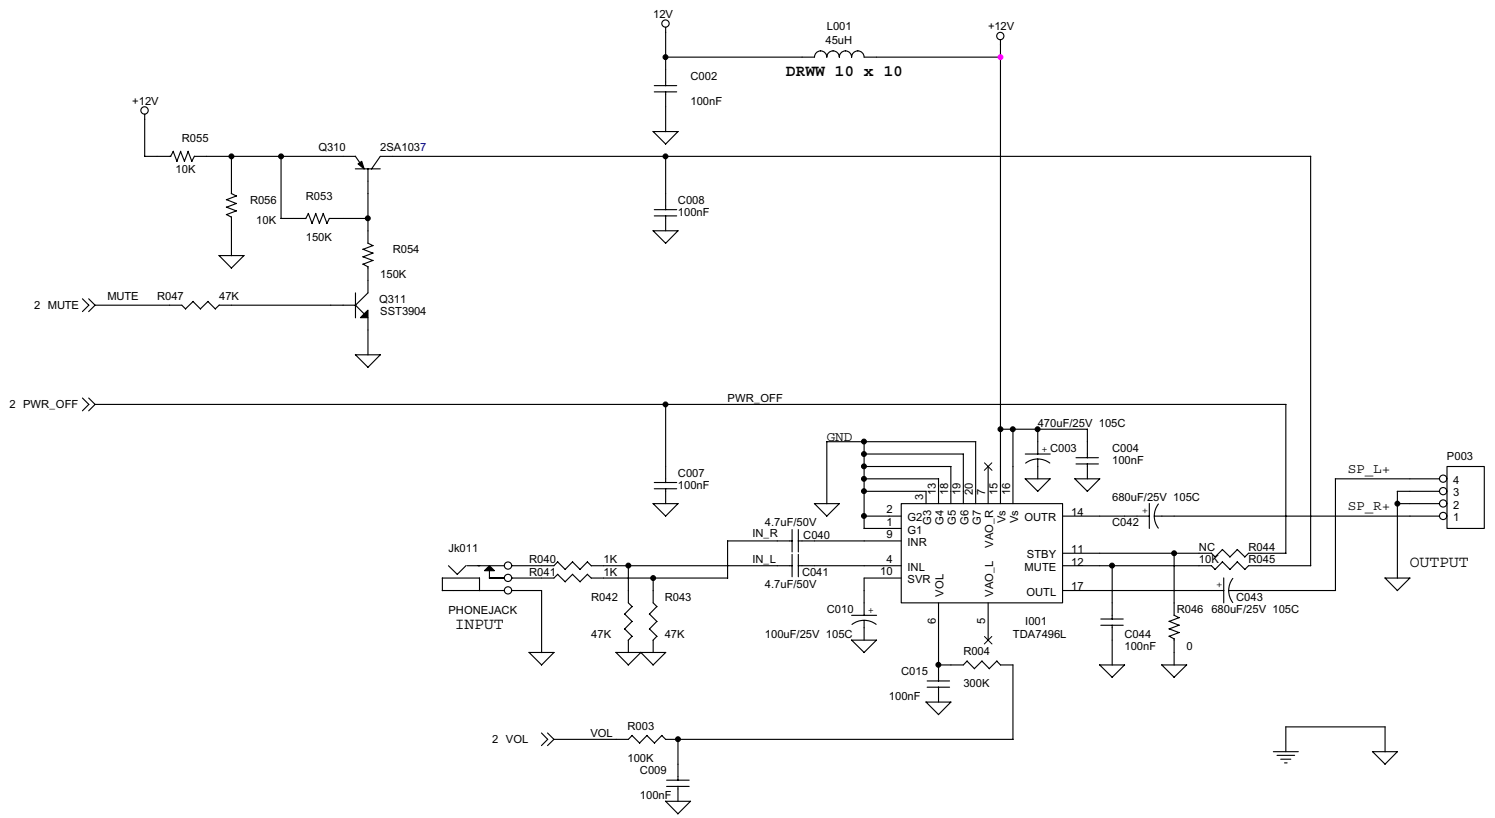 12V
L001
45uH
DRWW 10 x 10
+12V
C002
100nF
+12V
R055
10K
Q310
2SA1037
R056
10K
R053
150K
C008
100nF
R054
150K
2 MUTE
MUTE
R047
47K
Q311
SST3904
2 PWR_OFF
PWR_OFF
470uF/25V 105C
C003
C004
100nF
GND
C007
100nF
3
13
18
19
20
7
15
16
G3
G4
G5
G6
G7
VAO_R
Vs
Vs
2
G2
1
G1
9
INR
4
INL
10
SVR
VOL
6
VAO_L
5
OUTR
14
STBY
11
MUTE
12
OUTL
17
I001
TDA7496L
680uF/25V 105C
C042
SP_L+
SP_R+
P003
4
3
2
1
OUTPUT
4.7uF/50V
IN_R
C040
IN_L
C041
4.7uF/50V
Jk011
R040
1K
R041
1K
PHONEJACK
INPUT
R042
47K
R043
47K
C010
100uF/25V 105C
NC
R044
10K
R045
C043
680uF/25V 105C
R046
0
C044
100nF
R004
300K
C015
100nF
2 VOL
VOL
R003
100K
C009
100nF